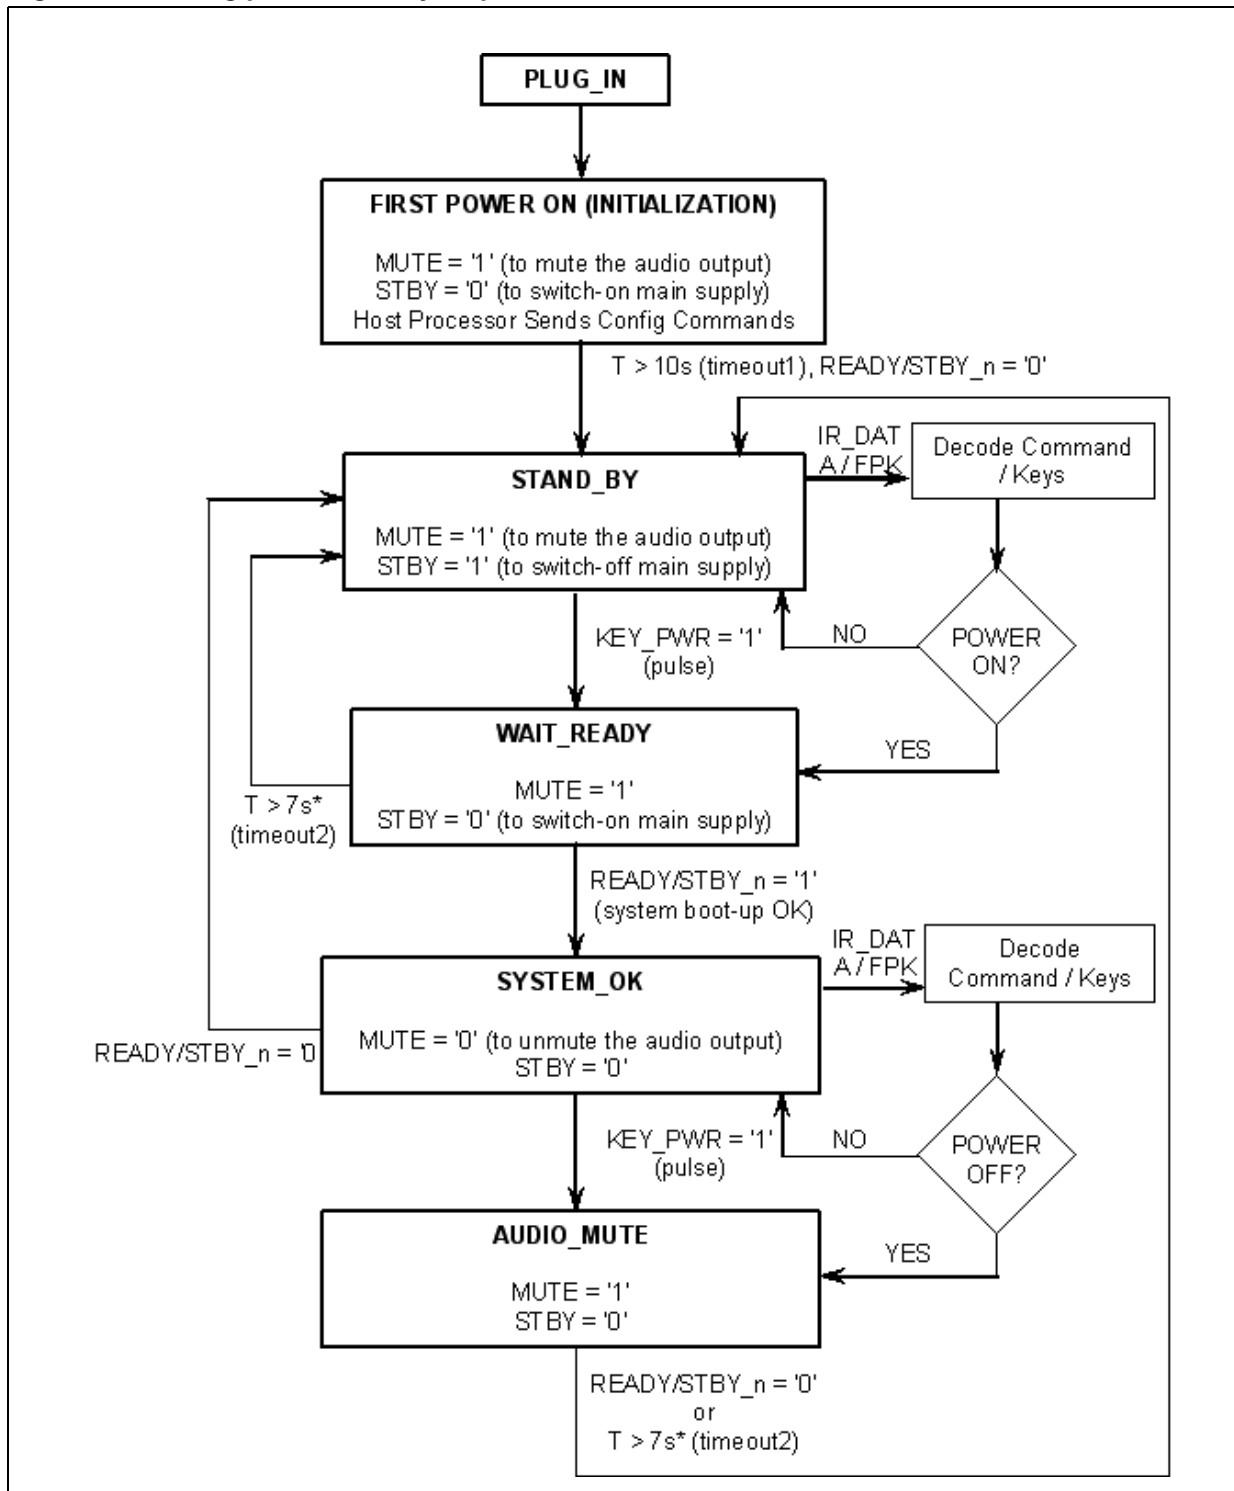 PLUG_IN
FIRST POWER ON (INITIALIZATION)
MUTE = '1' (to mute the audio output)
STBY = '0' (to switch-on main supply)
Host Processor Sends Config Commands
T > 10s (timeout1), READY/STBY_n = '0'
STAND_BY
MUTE = '1' (to mute the audio output)
STBY = '1' (to switch-off main supply)
IR_DAT
A / FPK
Decode Command
/ Keys
POWER
ON?
NO
YES
KEY_PWR = '1'
(pulse)
WAIT_READY
MUTE = '1'
STBY = '0' (to switch-on main supply)
T > 7s*
(timeout2)
READY/STBY_n = '1'
(system boot-up OK)
SYSTEM_OK
MUTE = '0' (to unmute the audio output)
STBY = '0'
READY/STBY_n = '0
IR_DAT
A / FPK
Decode
Command / Keys
POWER
OFF?
NO
YES
KEY_PWR = '1'
(pulse)
AUDIO_MUTE
MUTE = '1'
STBY = '0'
READY/STBY_n = '0'
or
T > 7s* (timeout2)